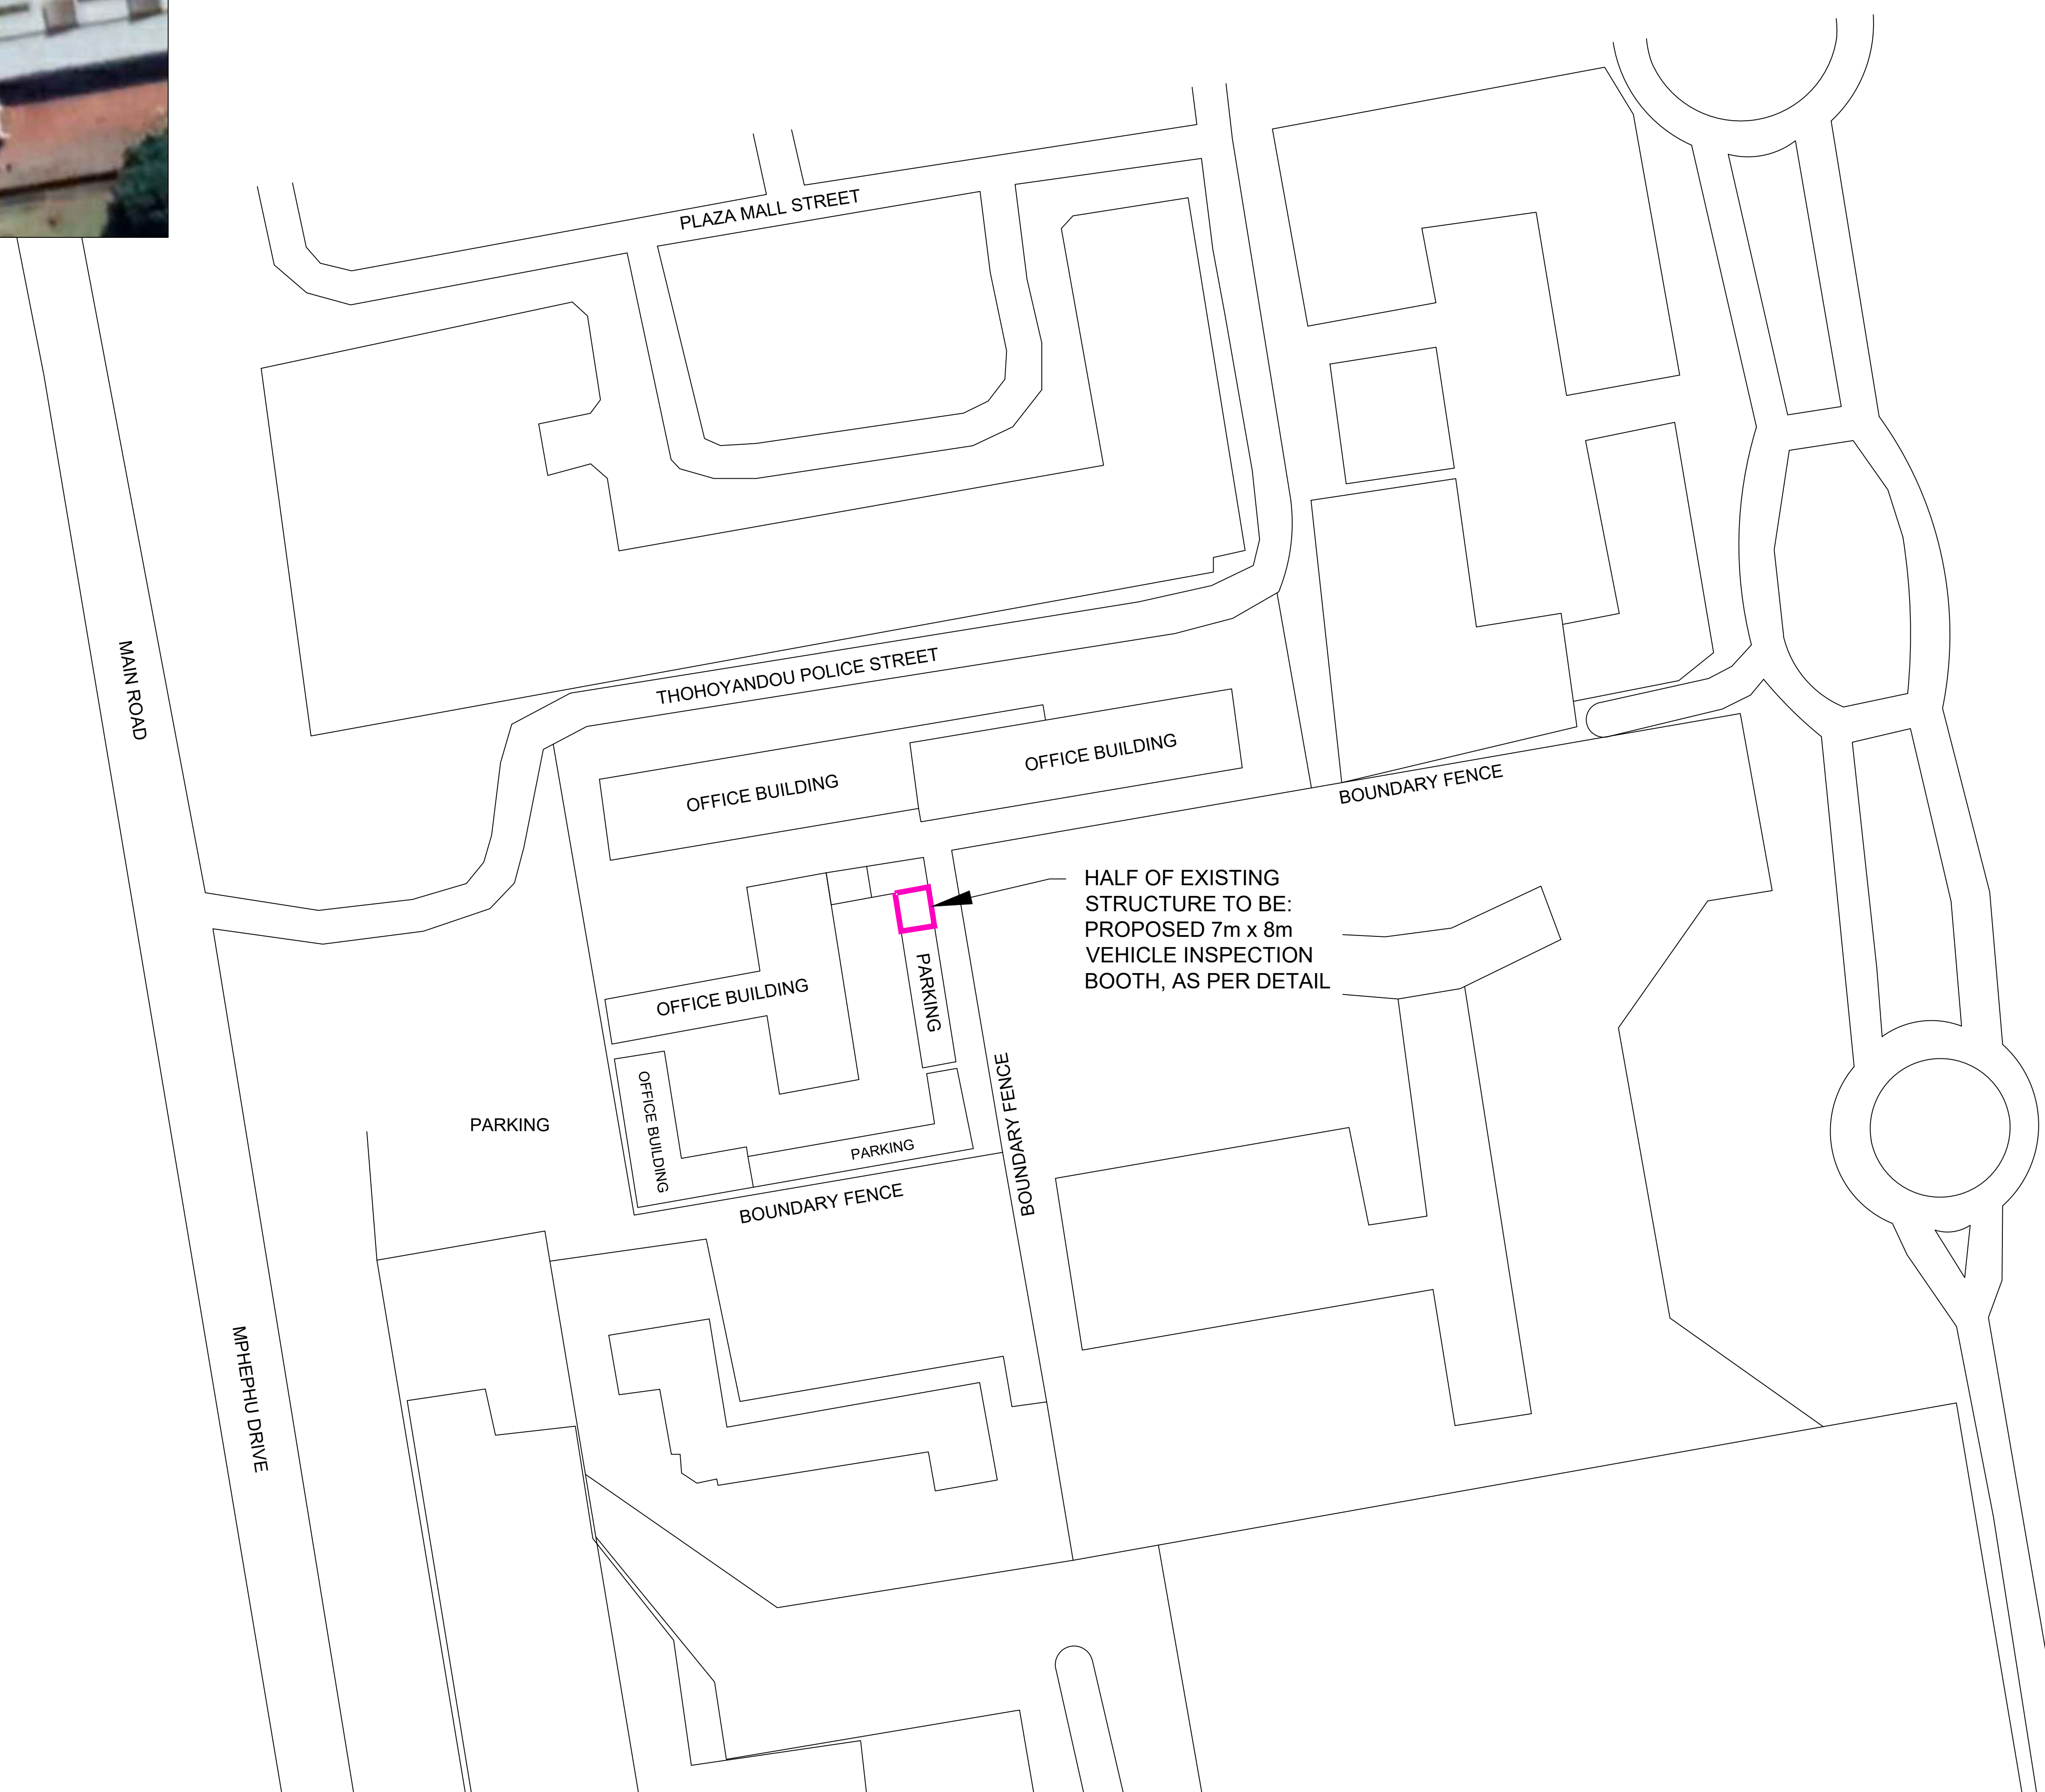 PLAZA MALL STREET
MAIN ROAD
THOHOYANDOU POLICE STREET
OFFICE BUILDING
OFFICE BUILDING
BOUNDARY FENCE
HALF OF EXISTING
STRUCTURE TO BE:
PROPOSED 7m x 8m
VEHICLE INSPECTION
BOOTH, AS PER DETAIL
PARKING
OFFICE BUILDING
OFFICE BUILDING
PARKING
PARKING
BOUNDARY FENCE
BOUNDARY FENCE
MPHEPHU DRIVE